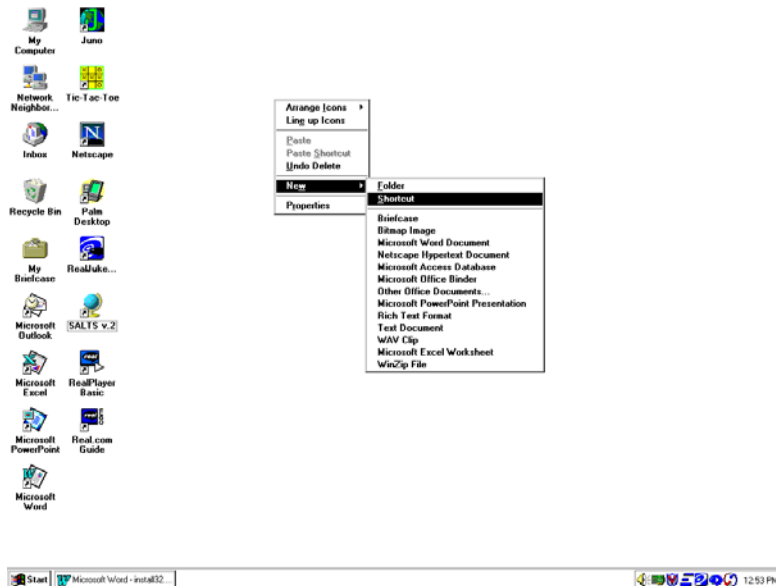 My Computer
Juno
Network Neighbor...
Tic-Tac-Toe
Inbox
Netscape
Recycle Bin
Palm Desktop
My Briefcase
RealJuke...
Microsoft Outlook
SALTS v.2
Microsoft Excel
RealPlayer Basic
Microsoft PowerPoint
Real.com Guide
Microsoft Word
Arrange Icons
Line up Icons
Paste
Paste Shortcut
Undo Delete
New
Properties
Folder
Shortcut
Briefcase
Bitmap Image
Microsoft Word Document
Netscape Hypertext Document
Microsoft Access Database
Microsoft Office Binder
Other Office Documents...
Microsoft PowerPoint Presentation
Rich Text Format
Text Document
WAV Clip
Microsoft Excel Worksheet
WinZip File
Start
Microsoft Word - install32...
12:53 PM